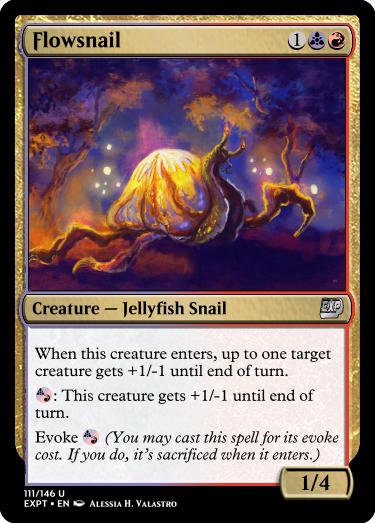 Flowsnail 1
Creature — Jellyfish Snail EXP
When this creature enters, up to one target
creature gets +1/-1 until end of turn.
: This creature gets +1/-1 until end of
turn.
Evoke (You may cast this spell for its evoke
cost. If you do, it's sacrificed when it enters.)
1/4
111/146 U
EXPT • EN Alessia H. Valastro